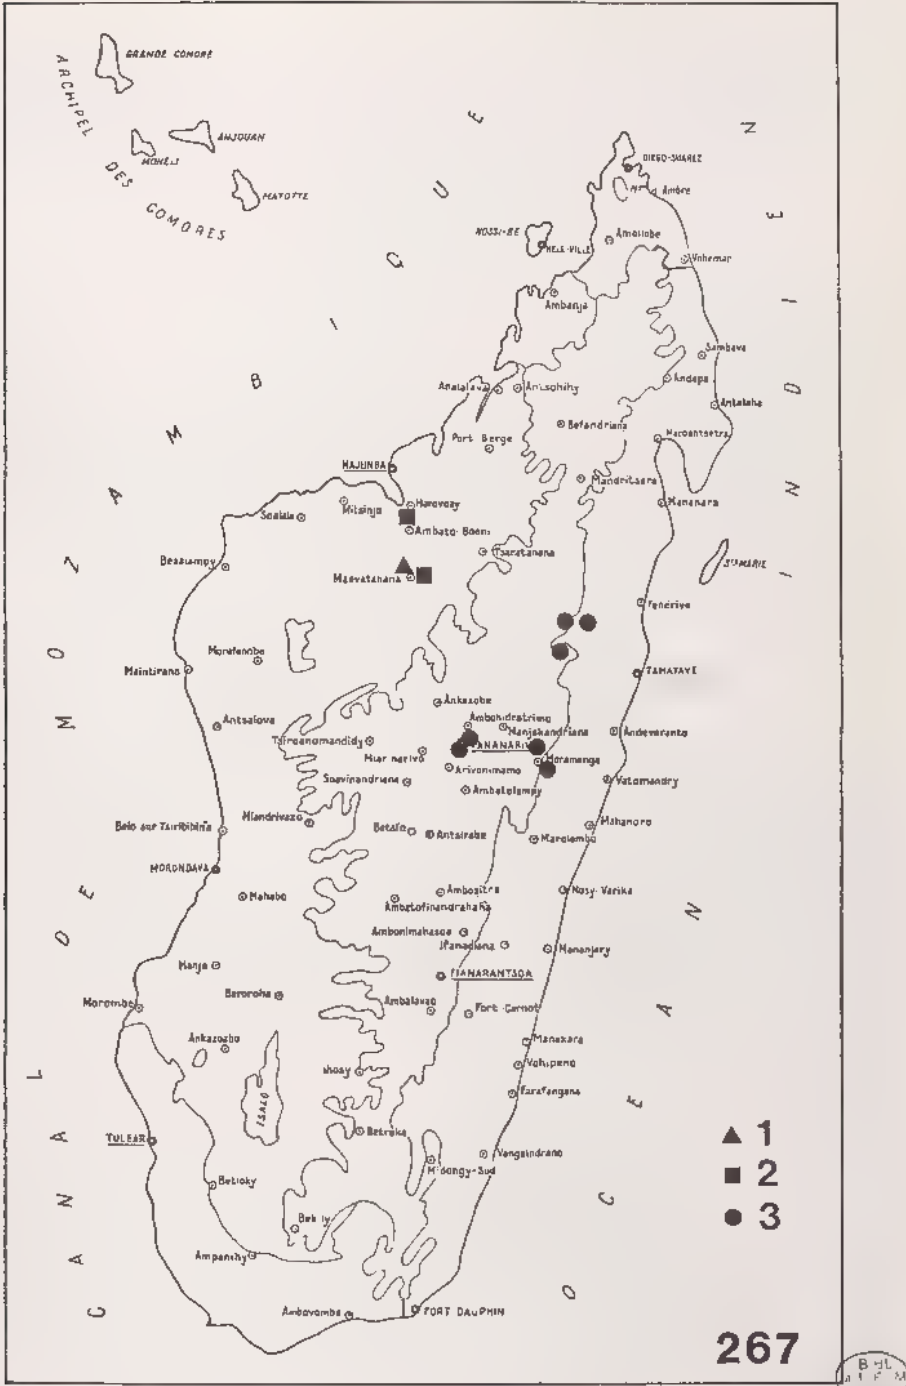 GRANDE COMORE
ARCHIPEL DES COMORES
ANJOUAN
MOHELI
MAYOTTE
CANAL DE MOZAMBIQUE
OCEAN INDIEN
DIEGO-SUAREZ
Ambre
NOSSI-BE
HELL-VILLE
Ambilobe
Vohemar
Ambanja
Sambava
Andapa
Analalava
Antsohihy
Antalaha
Befandriana
Maroantsetra
Port Berge
MAJUNGA
Mandritsara
Mitsinjo
Marovoay
Mananara
Soalala
Ambato-Boeni
Tsaratanana
Ste MARIE
Besalampy
Maevatanana
Fenerive
Morafenobe
Maintirano
TAMATAVE
Ankazobe
Antsalova
Ambohidratrimo
Manjakandriana
Andevoranto
Tsiroanomandidy
Miarinarivo
Moramanga
Arivonimamo
Soavinandriana
Vatomandry
Ambatolampy
Miandrivazo
Mahanoro
Belo sur Tsiribihina
Betafo
Antsirabe
Marolambo
MORONDAVA
Mahabo
Ambositra
Nosy-Varika
Ambatofinandrahana
Ambohimahasoa
Ifanadiana
Mananjary
Manja
FIANARANTSOA
Beroroha
Morombe
Ambalavao
Fort-Carnot
Ankazoabo
Manakara
Vohipeno
Ihosy
Farafangana
ISALO
Betroka
TULEAR
Vangaindrano
Midongy-Sud
Betioky
Bekily
Ampanihy
Ambovombe
FORT DAUPHIN
1
2
3
267